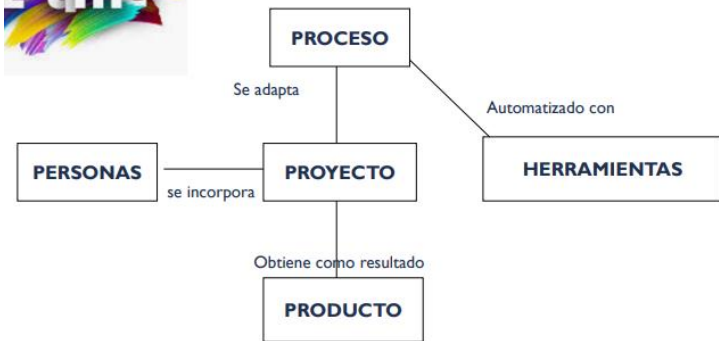 PROCESO
Se adapta
Automatizado con
PERSONAS
se incorpora
PROYECTO
HERRAMIENTAS
Obtiene como resultado
PRODUCTO